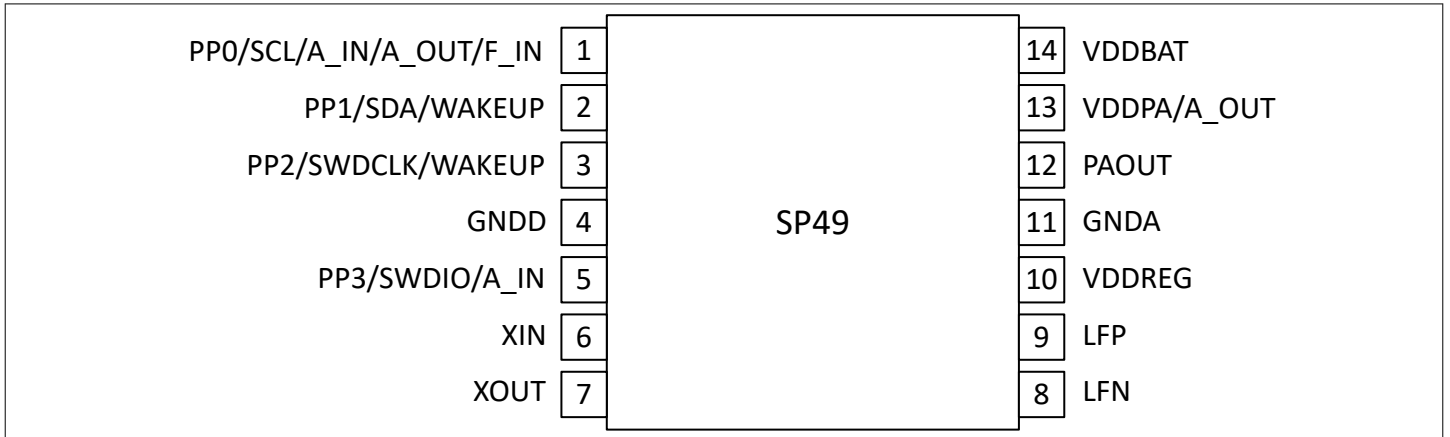 PP0/SCL/A_IN/A_OUT/F_IN 1
PP1/SDA/WAKEUP 2
PP2/SWDCLK/WAKEUP 3
GNDD 4
PP3/SWDIO/A_IN 5
XIN 6
XOUT 7
SP49
14 VDDBAT
13 VDDPA/A_OUT
12 PAOUT
11 GNDA
10 VDDREG
9 LFP
8 LFN